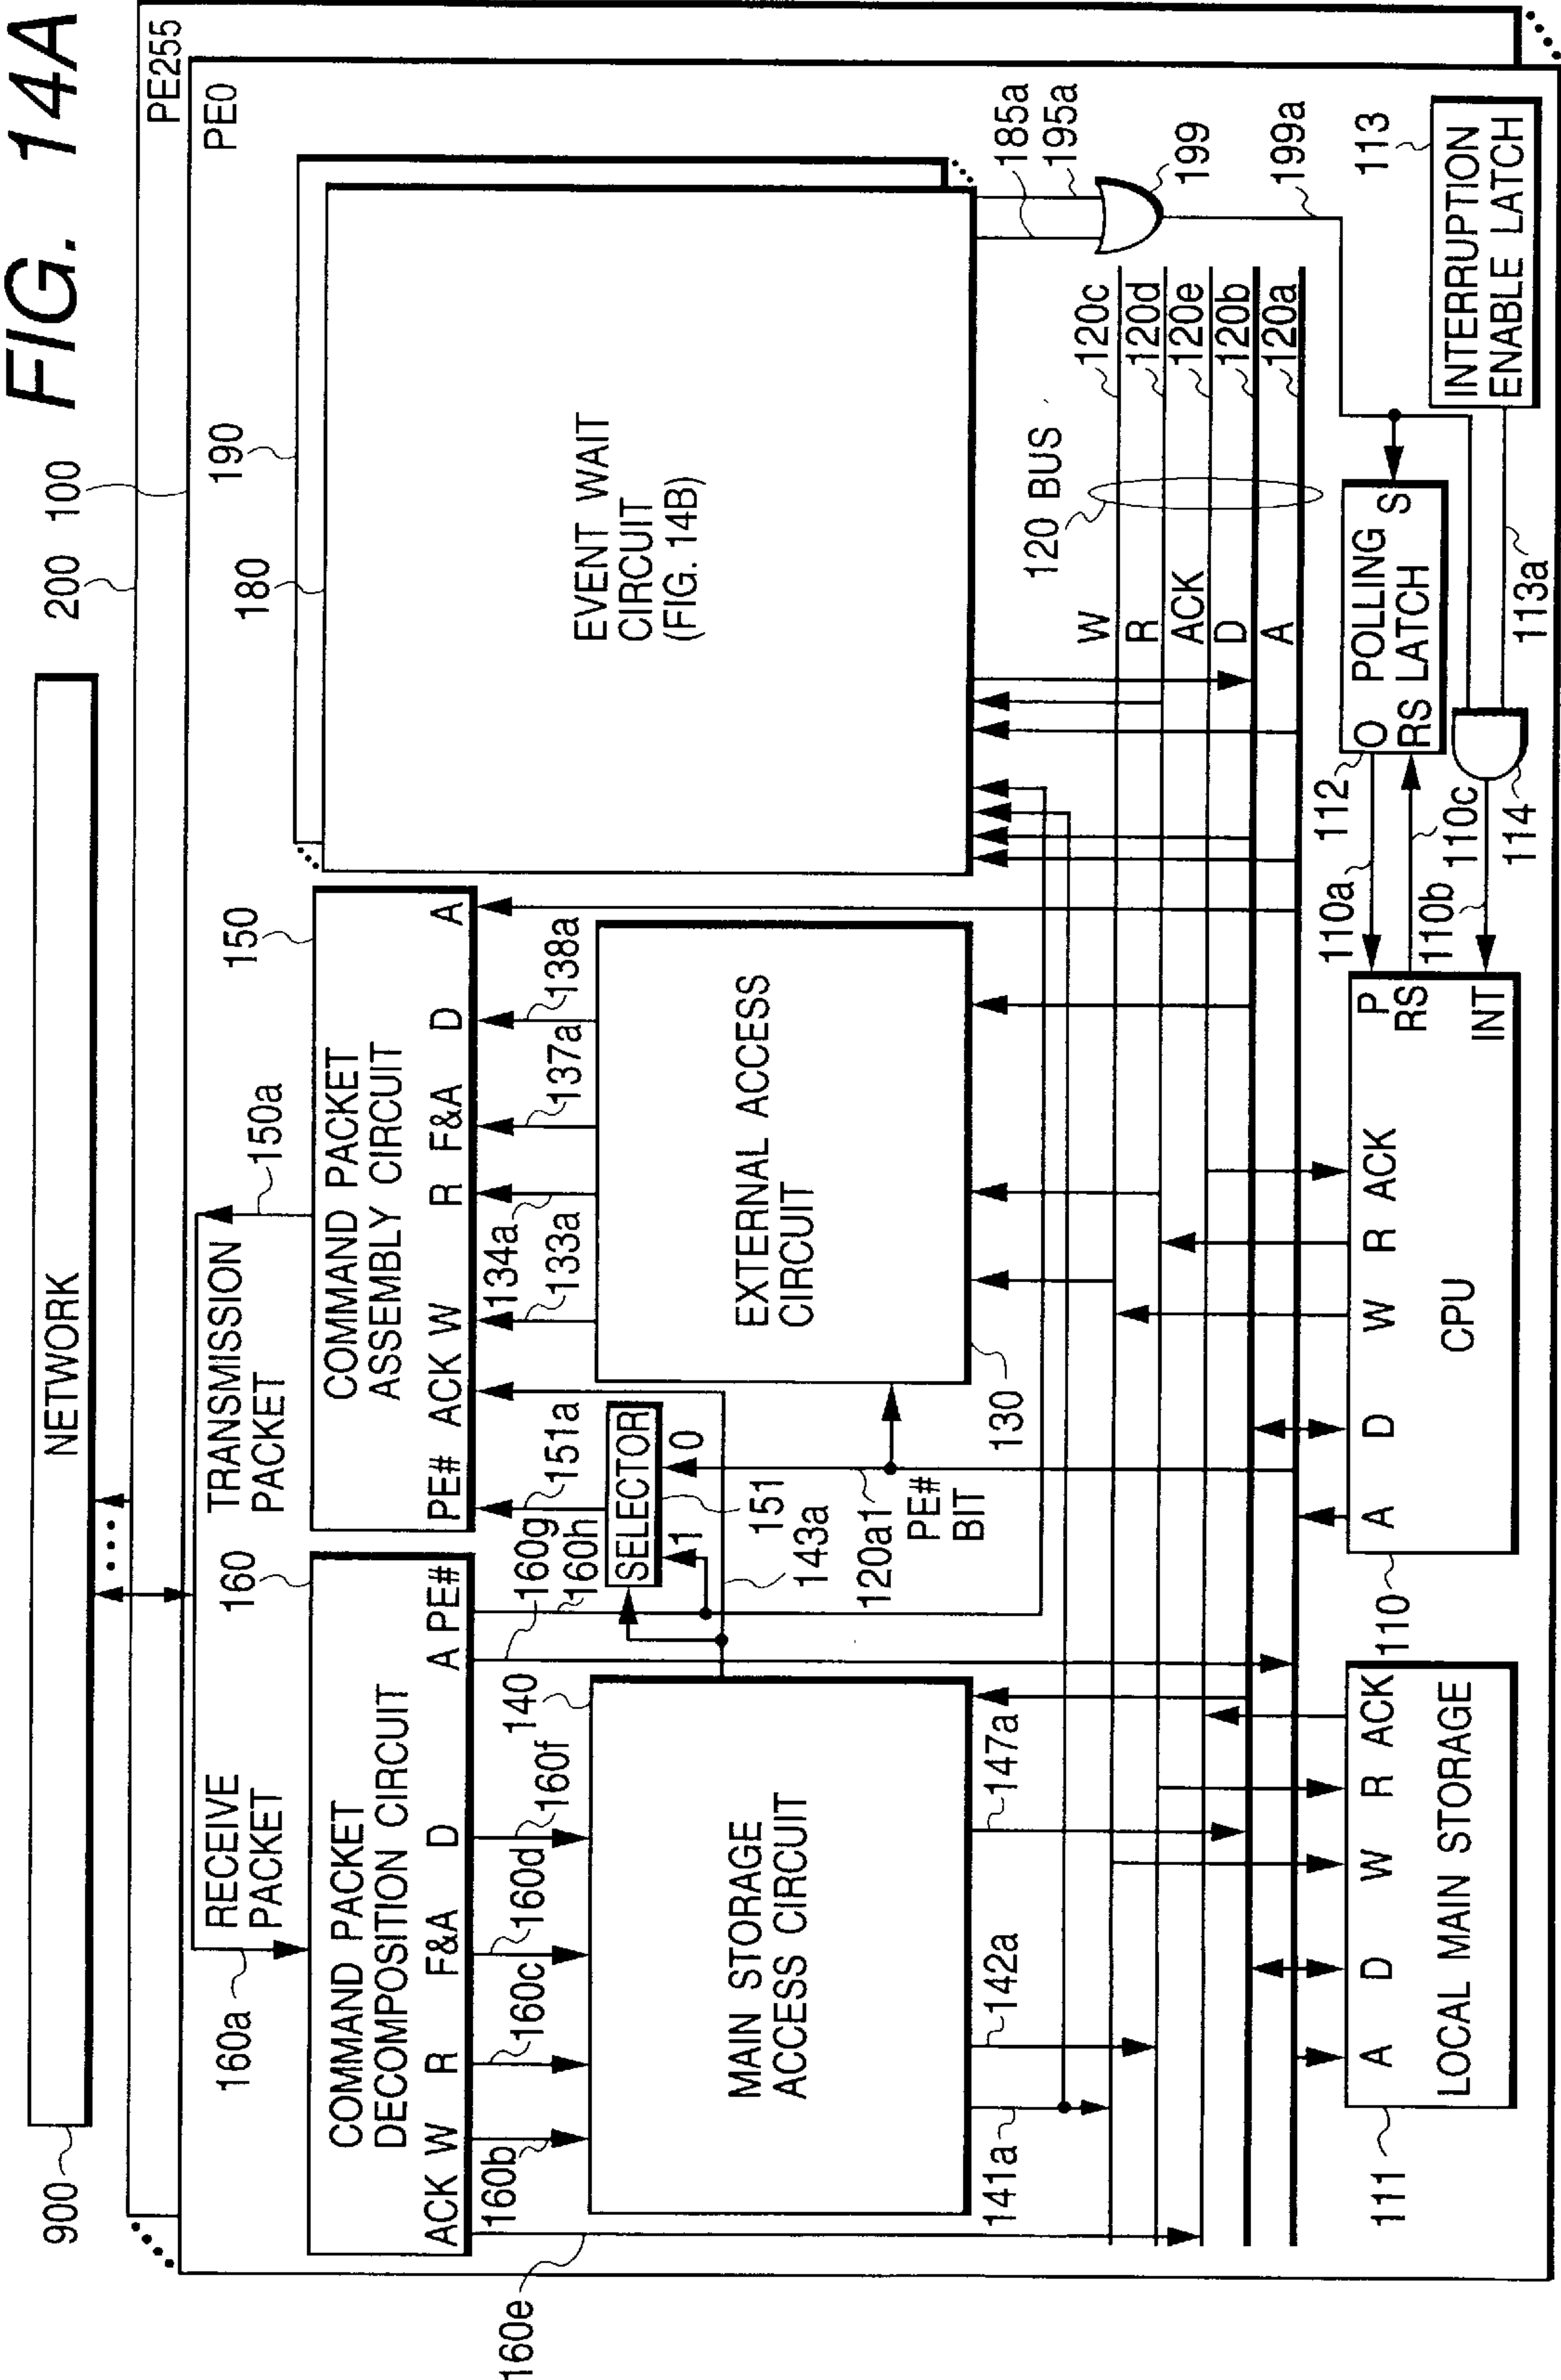 FIG. 14A
NETWORK
900
200
100
PE255
PE0
TRANSMISSION
PACKET
RECEIVE
PACKET
160a
150a
160
150
180
190
COMMAND PACKET
DECOMPOSITION CIRCUIT
ACK W R F&A D A PE#
COMMAND PACKET
ASSEMBLY CIRCUIT
PE# ACK W R F&A D A
160e
160b
160c
160d
160f
160g
160h
151a
133a
134a
137a
138a
140
MAIN STORAGE
ACCESS CIRCUIT
SELECTOR
1
0
151
143a
120a1
PE#
BIT
EXTERNAL ACCESS
CIRCUIT
130
EVENT WAIT
CIRCUIT
(FIG. 14B)
185a
195a
199
199a
141a
142a
147a
120 BUS
W
120c
R
120d
ACK
120e
D
120b
A
120a
111
A D W R ACK
LOCAL MAIN STORAGE
110
A D W R ACK
CPU
P
RS
INT
110a
110b
110c
112
O POLLING S
RS LATCH
114
113a
113
INTERRUPTION
ENABLE LATCH